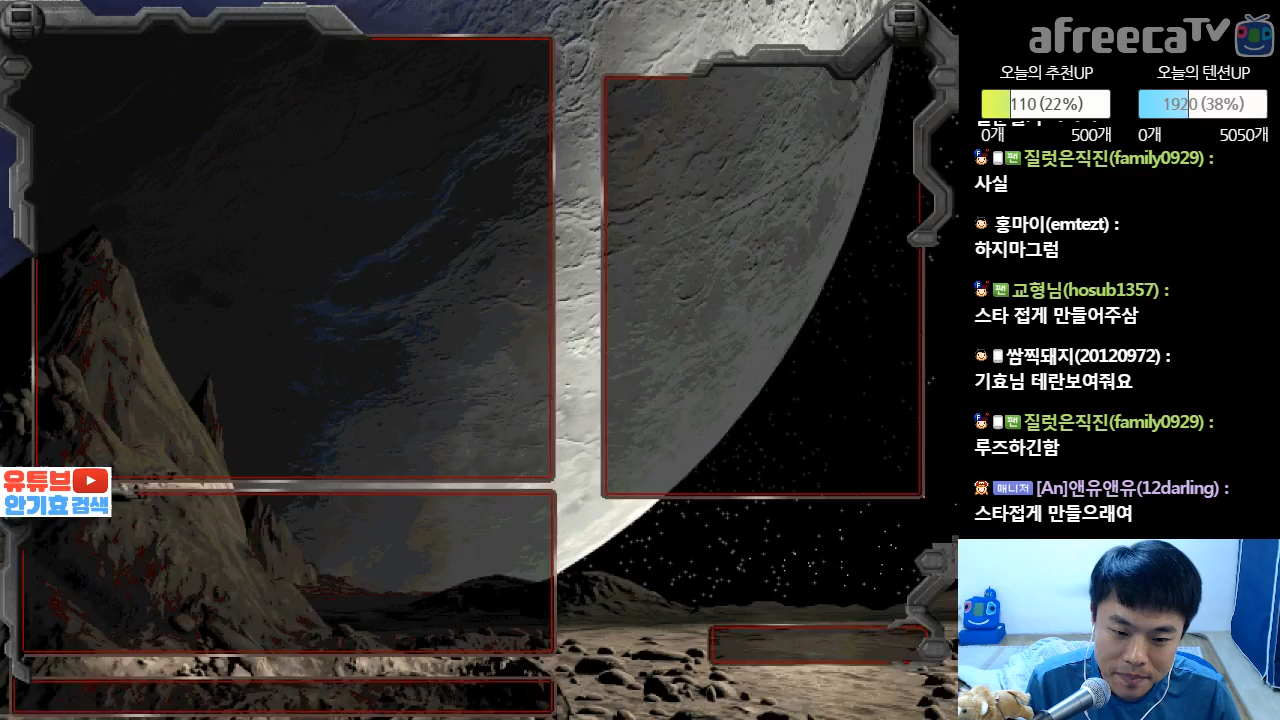 afreecaTV
오늘의 추천UP
오늘의 텐션UP
110 (22%)
1920 (38%)
0개
500개
0개
5050개
팬 질럿은직진(family0929) :
사실
홍마이(emtezt) :
하지마그럼
팬 교형님(hosub1357) :
스타 접게 만들어주삼
쌈찍돼지(20120972) :
기효님 테란보여줘요
팬 질럿은직진(family0929) :
루즈하긴함
매니저 [An]앤유앤유(12darling) :
스타접게 만들으래여
유튜브
안기효 검색